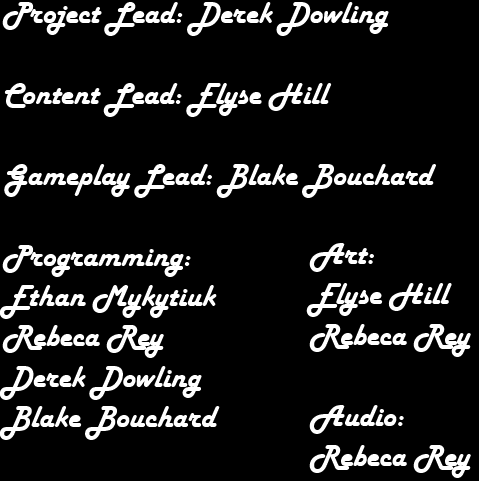 Project Lead: Derek Dowling
Content Lead: Elyse Hill
Gameplay Lead: Blake Bouchard
Programming:
Ethan Mykytiuk
Rebeca Rey
Derek Dowling
Blake Bouchard
Art:
Elyse Hill
Rebeca Rey
Audio:
Rebeca Rey